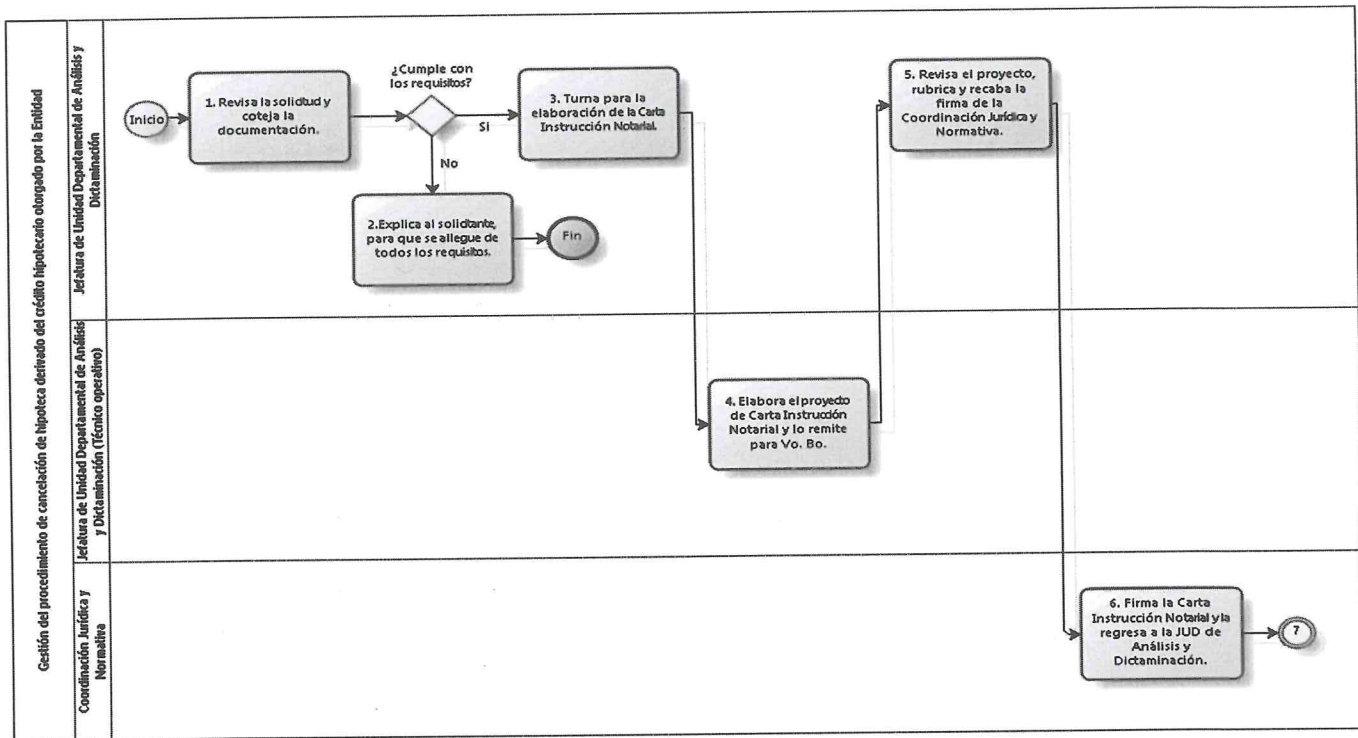 Gestión del procedimiento de cancelación de hipoteca derivado del crédito hipotecario otorgado por la Entidad
Jefatura de Unidad Departamental de Análisis y
Dictaminación
Inicio
1. Revisa la solicitud y
coteja la
documentación.
¿Cumple con
los requisitos?
Si
No
2.Explica al solicitante,
para que se allegue de
todos los requisitos.
Fin
3. Turna para la
elaboración de la Carta
Instrucción Notarial.
5. Revisa el proyecto,
rubrica y recaba la
firma de la
Coordinación Jurídica y
Normativa.
Jefatura de Unidad Departamental de Análisis
y Dictaminación (Técnico operativo)
4. Elabora el proyecto
de Carta Instrucción
Notarial y lo remite
para Vo. Bo.
Coordinación Jurídica y
Normativa
6. Firma la Carta
Instrucción Notarial y la
regresa a la JUD de
Análisis y
Dictaminación.
7